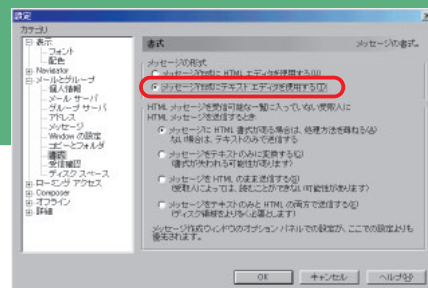 設定
カテゴリ
表示
フォント
配色
Navigator
メールとグループ
個人情報
メール サーバ
グループ サーバ
アドレス
メッセージ
Window の設定
コピーとフォルダ
書式
受信確認
ディスク スペース
ローミング アクセス
Composer
オフライン
詳細
書式
メッセージの書式。
メッセージの形式
メッセージ作成に HTML エディタを使用する(U)
メッセージ作成にテキスト エディタを使用する(T)
HTML メッセージを受信可能な一覧に入っていない受取人に
HTML メッセージを送信するとき
メッセージに HTML 書式がある場合は、処理方法を尋ねる(A)
ない場合は、テキストのみで送信する
メッセージをテキストのみに変換する(C)
(書式が失われる可能性があります)
メッセージを HTML のまま送信する(S)
(受取人によっては、読むことができない可能性があります)
メッセージをテキストのみと HTML の両方で送信する(B)
(ディスク領域をより多く必要とします)
メッセージ作成ウィンドウのオプション パネルでの設定が、ここでの設定よりも
優先されます。
OK
キャンセル
ヘルプ(H)